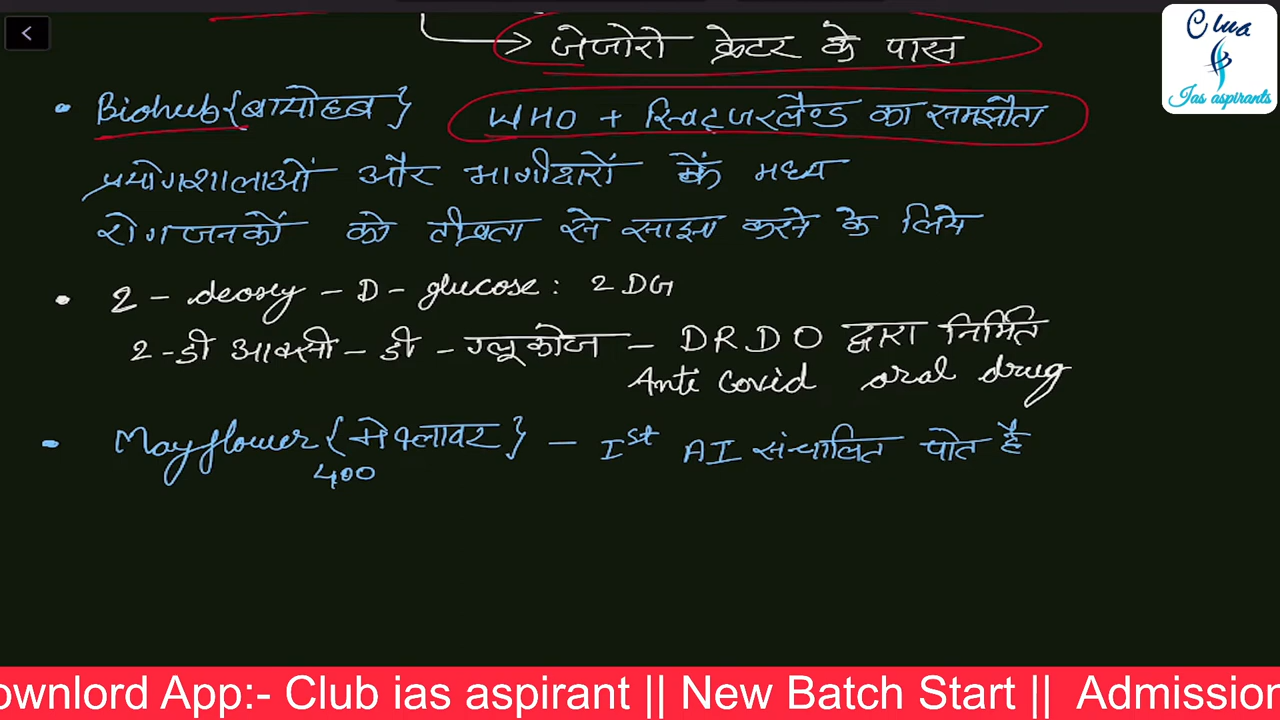 <
→ जेजोरो क्रेटर के पास
• Biohub {बायोहब} WHO + स्विट्जरलैण्ड का समझौता
प्रयोगशालाओं और भागीदारों के मध्य
रोगजनकों को तीव्रता से साझा करने के लिये
• 2 - deoxy - D - glucose : 2 DG
2-डी आक्सी - डी - ग्लूकोज - DRDO द्वारा निर्मित
Anti Covid oral drug
• Mayflower {मेफ्लावर} - Ist AI संचालित पोत है
400
Club
Ias aspirants
ownlord App:- Club ias aspirant || New Batch Start || Admission